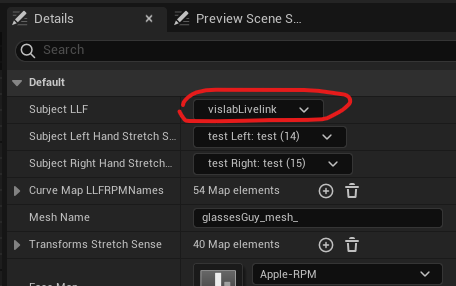 Details
Preview Scene S...
Search
Default
Subject LLF vislabLivelink
Subject Left Hand Stretch S... test Left: test (14)
Subject Right Hand Stretch... test Right: test (15)
Curve Map LLFRPMNames 54 Map elements
Mesh Name glassesGuy_mesh_
Transforms Stretch Sense 40 Map elements
Apple-RPM